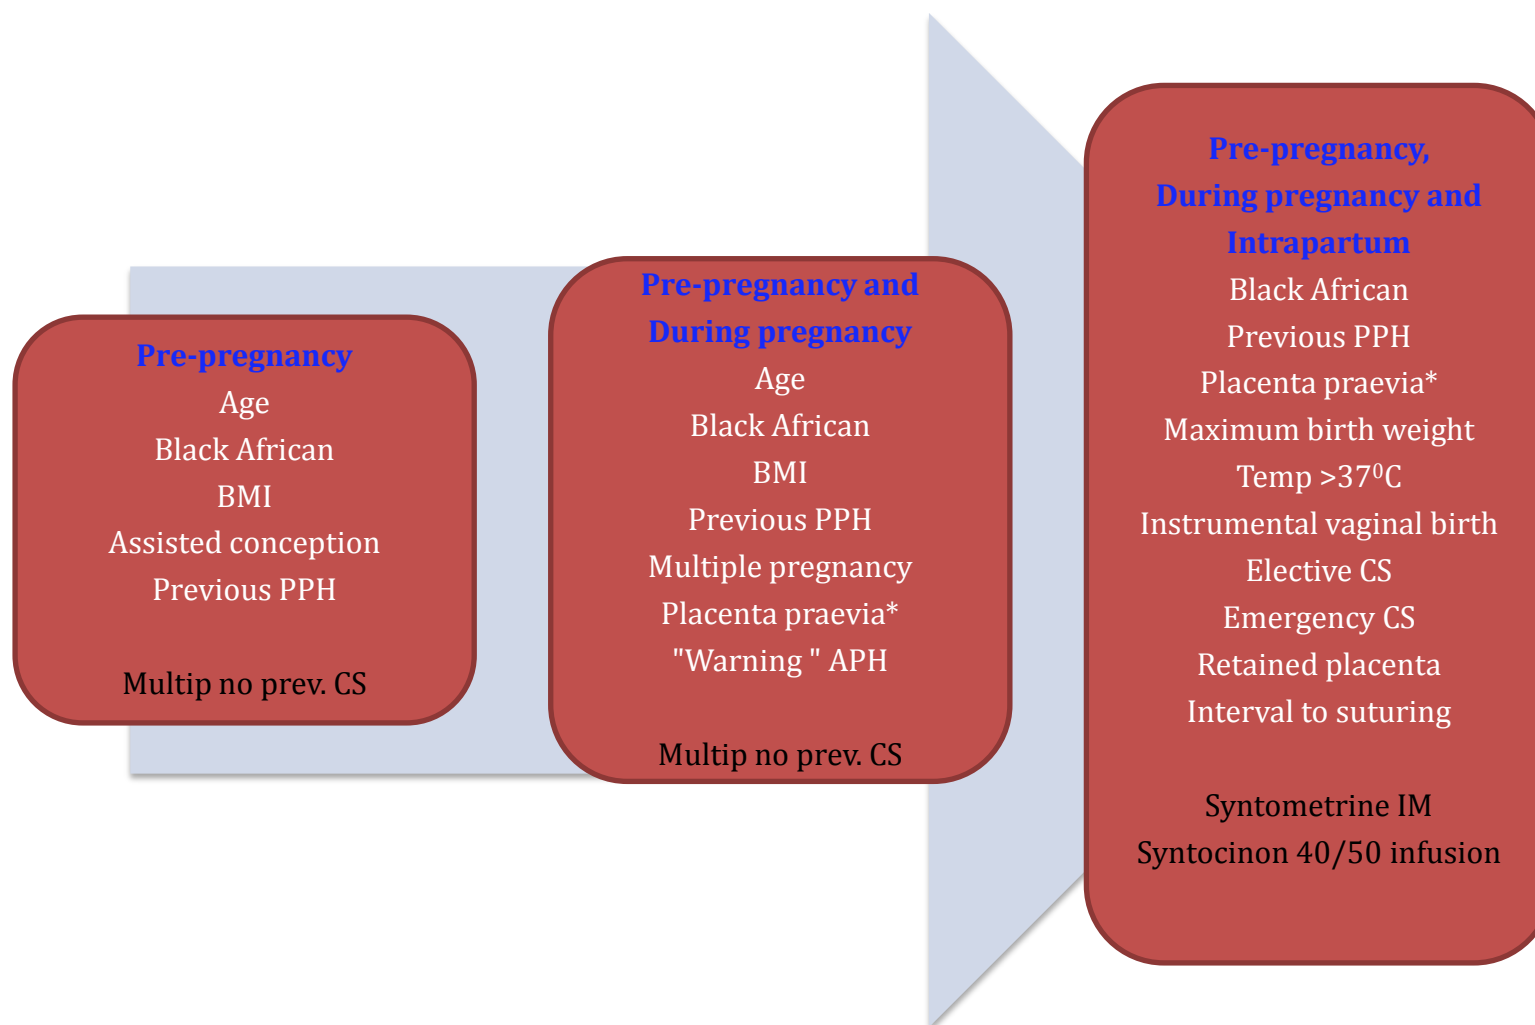 Pre-pregnancy
Age
Black African
BMI
Assisted conception
Previous PPH
Multip no prev. CS
Pre-pregnancy and
During pregnancy
Age
Black African
BMI
Previous PPH
Multiple pregnancy
Placenta praevia*
"Warning " APH
Multip no prev. CS
Pre-pregnancy,
During pregnancy and
Intrapartum
Black African
Previous PPH
Placenta praevia*
Maximum birth weight
Temp >37⁰C
Instrumental vaginal birth
Elective CS
Emergency CS
Retained placenta
Interval to suturing
Syntometrine IM
Syntocinon 40/50 infusion